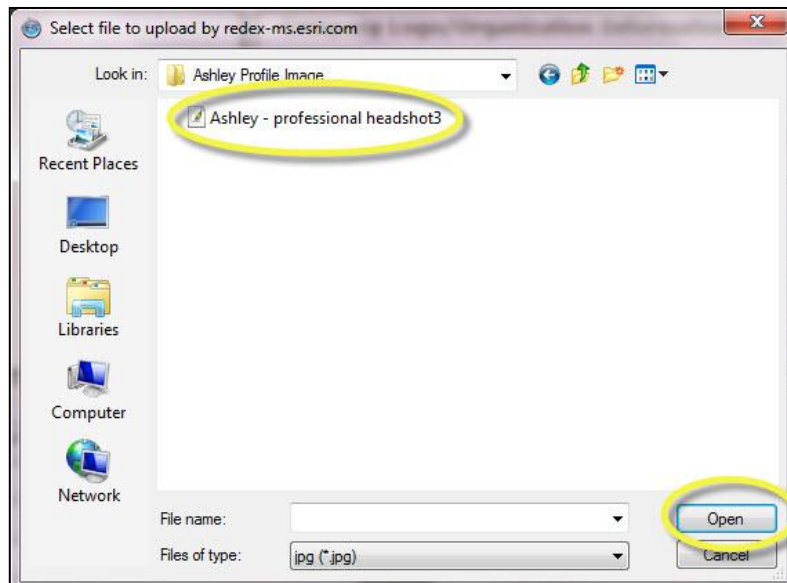 Select file to upload by redex-ms.esri.com
Look in: Ashley Profile Image
Ashley - professional headshot3
Recent Places
Desktop
Libraries
Computer
Network
File name: Open
Files of type: jpg (*.jpg) Cancel